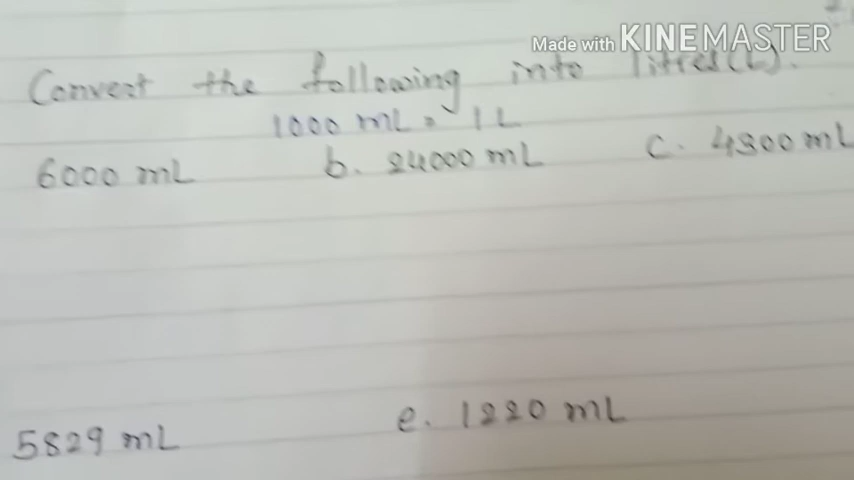 Made with KINEMASTER
Convert the following into litres(L).
1000 mL = 1L
6000 mL b. 24000 mL c. 4300 mL
5829 mL e. 1220 mL